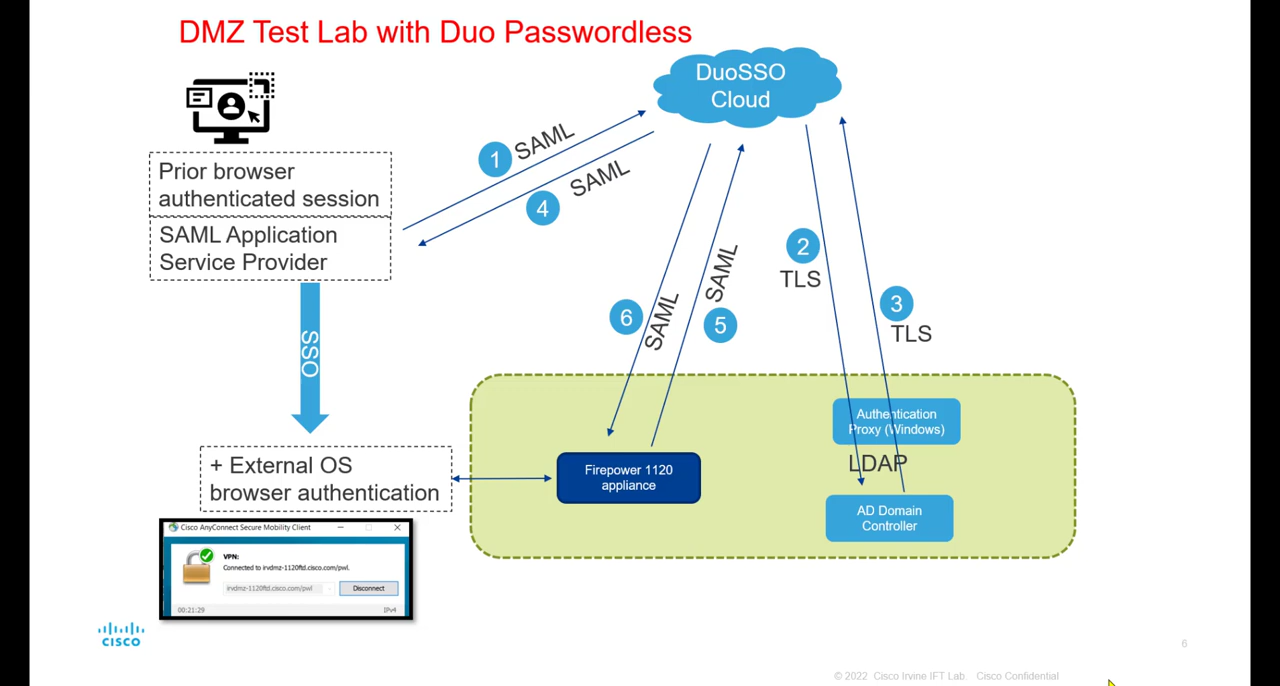 DMZ Test Lab with Duo Passwordless
DuoSSO
Cloud
Prior browser
authenticated session
SAML Application
Service Provider
1 SAML
4 SAML
SSO
6 SAML
SAML 5
2
TLS
3
TLS
Authentication
Proxy (Windows)
LDAP
AD Domain
Controller
Firepower 1120
appliance
+ External OS
browser authentication
Cisco AnyConnect Secure Mobility Client
VPN:
Connected to irvdmz-1120ftd.cisco.com/pwl.
irvdmz-1120ftd.cisco.com/pwl
Disconnect
00:21:29
IPv4
CISCO
6
© 2022 Cisco Irvine IFT Lab. Cisco Confidential